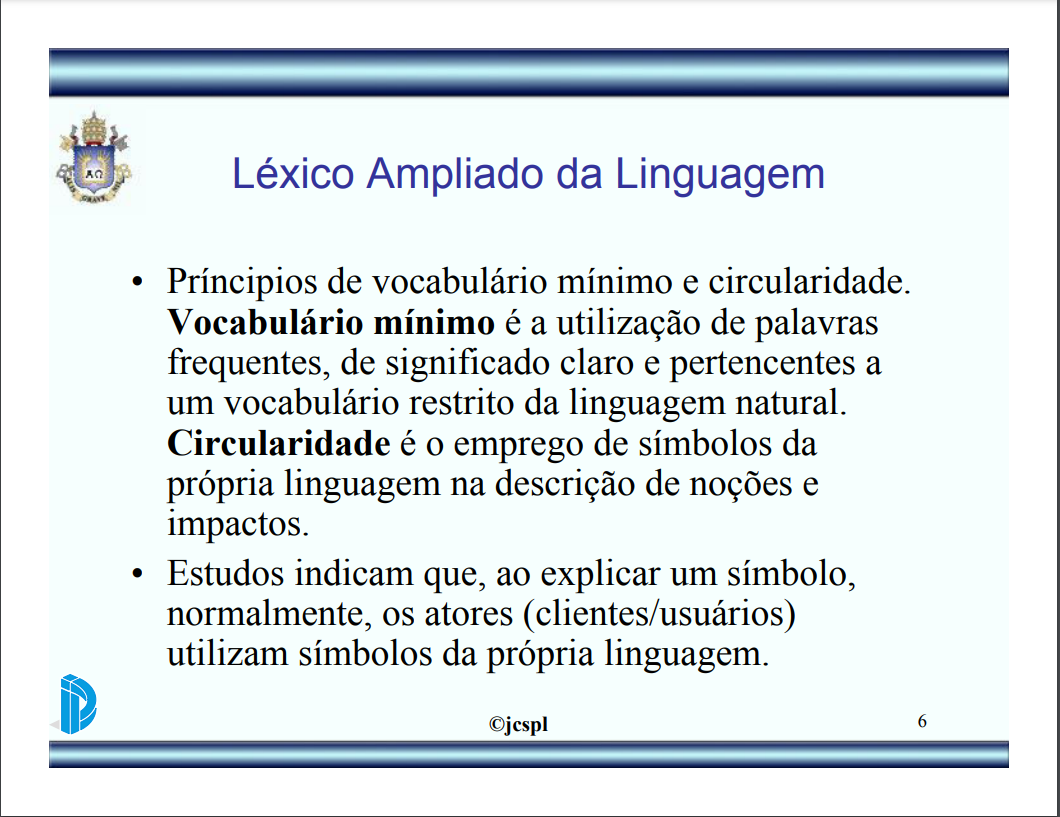 Léxico Ampliado da Linguagem
• Príncipios de vocabulário mínimo e circularidade.
Vocabulário mínimo é a utilização de palavras
frequentes, de significado claro e pertencentes a
um vocabulário restrito da linguagem natural.
Circularidade é o emprego de símbolos da
própria linguagem na descrição de noções e
impactos.
• Estudos indicam que, ao explicar um símbolo,
normalmente, os atores (clientes/usuários)
utilizam símbolos da própria linguagem.
©jcspl
6